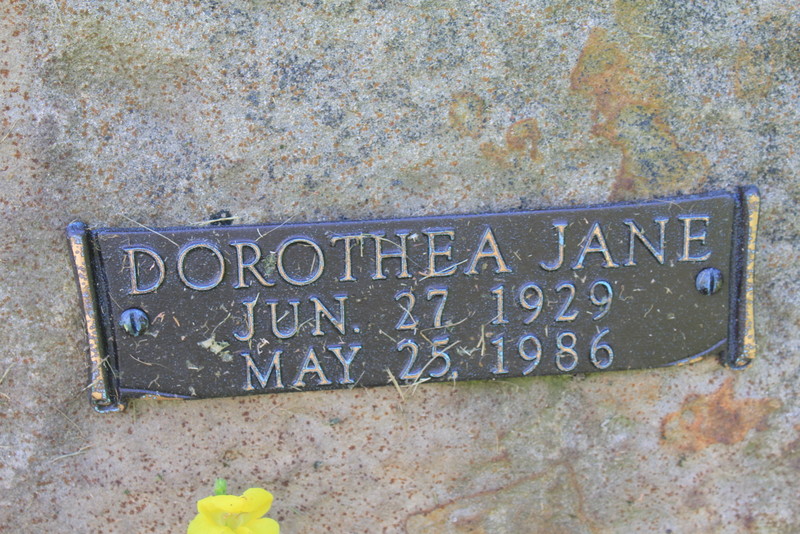 DOROTHEA JANE
JUN. 27 1929
MAY 25, 1986